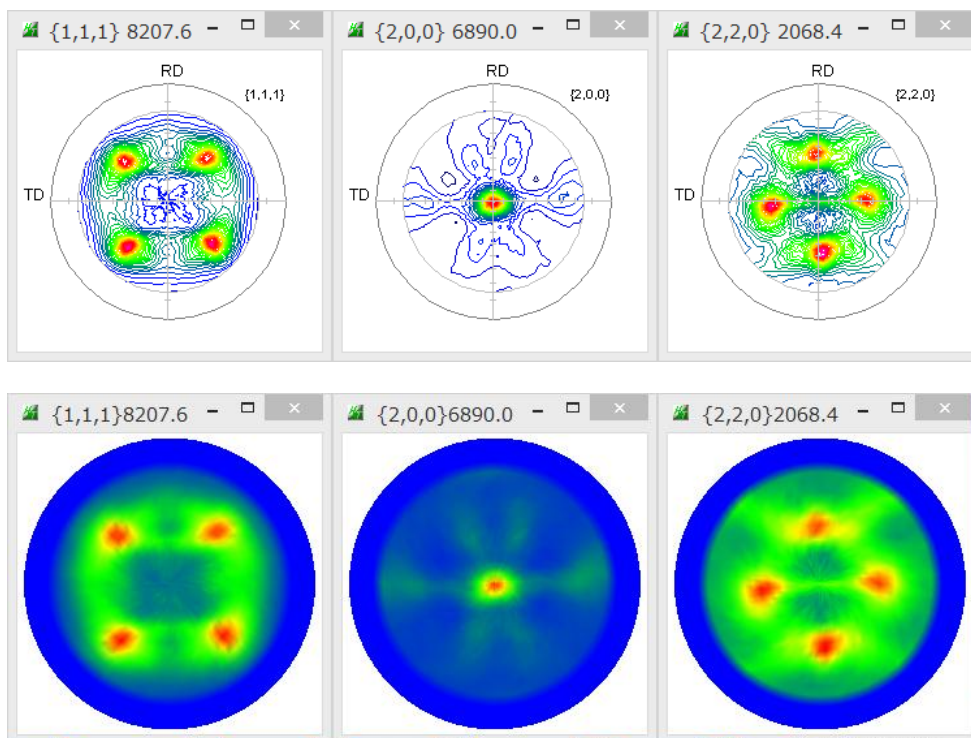 {1,1,1} 8207.6
{2,0,0} 6890.0
{2,2,0} 2068.4
RD
{1,1,1}
TD
RD
{2,0,0}
TD
RD
{2,2,0}
TD
{1,1,1}8207.6
{2,0,0}6890.0
{2,2,0}2068.4